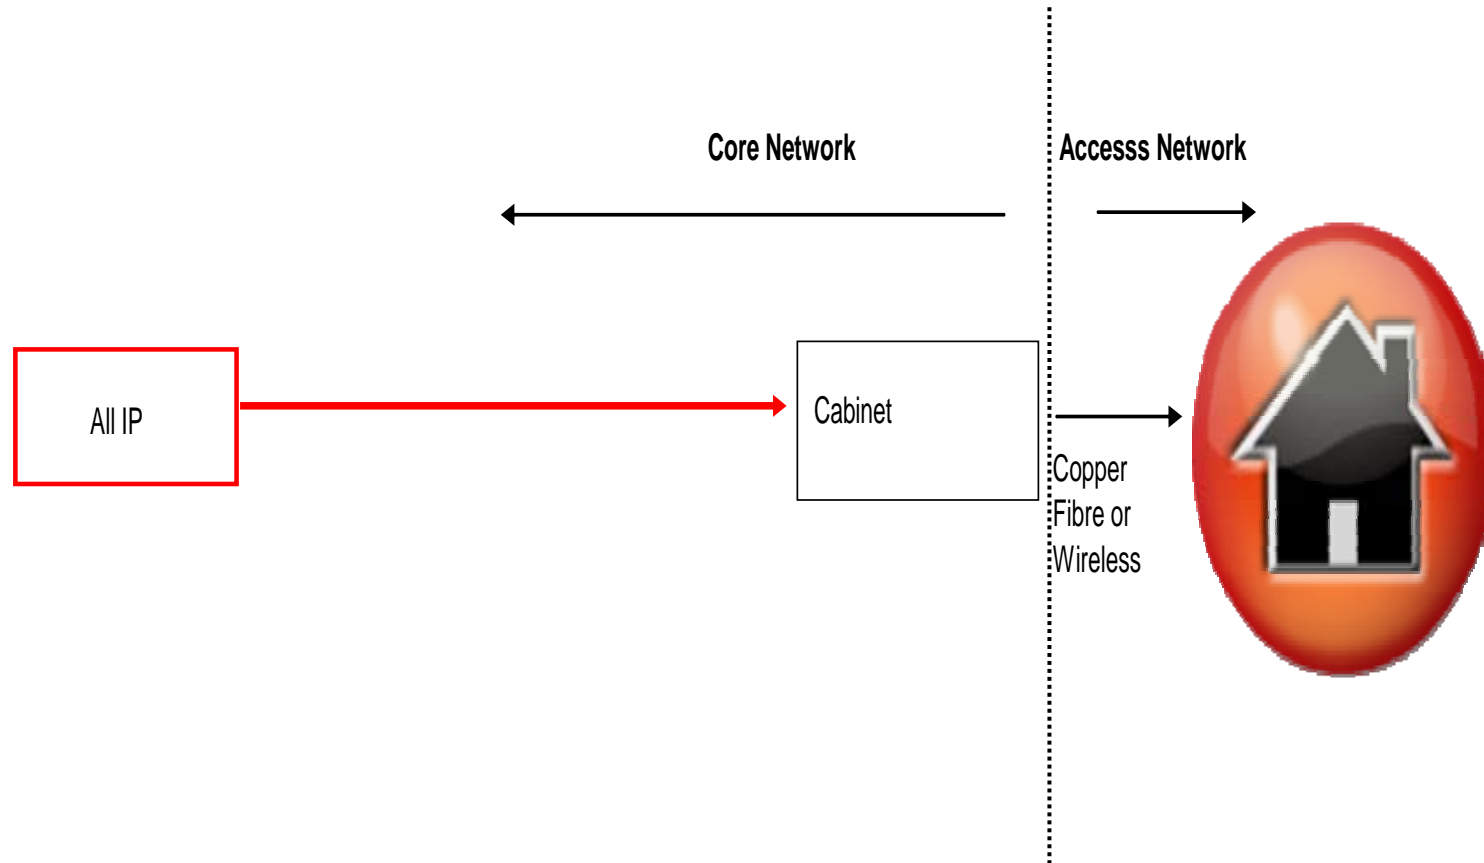 Core Network
Accesss Network
All IP
Cabinet
Copper
Fibre or
Wireless